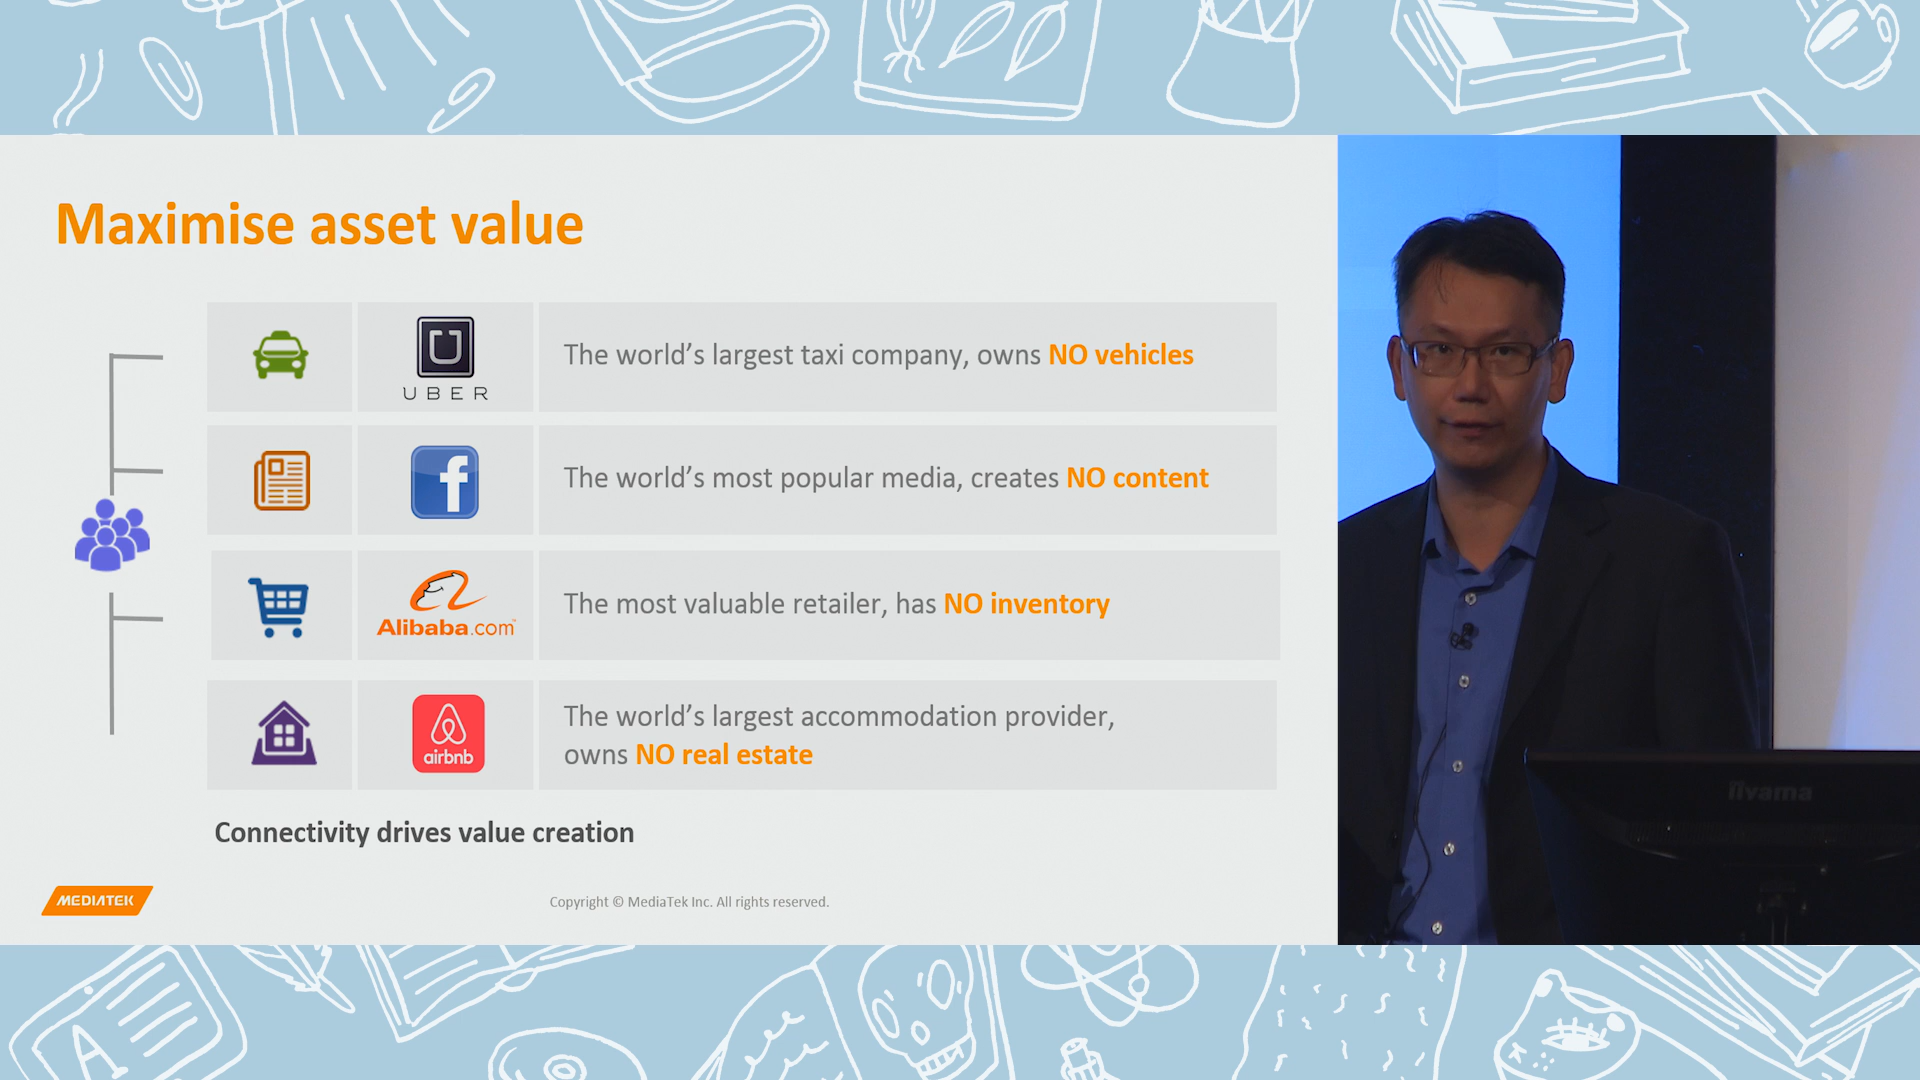 Maximise asset value
UBER
The world's largest taxi company, owns NO vehicles
f
The world's most popular media, creates NO content
Alibaba.com™
The most valuable retailer, has NO inventory
airbnb
The world's largest accommodation provider,
owns NO real estate
Connectivity drives value creation
MEDIATEK
Copyright © MediaTek Inc. All rights reserved.
iiyama
A